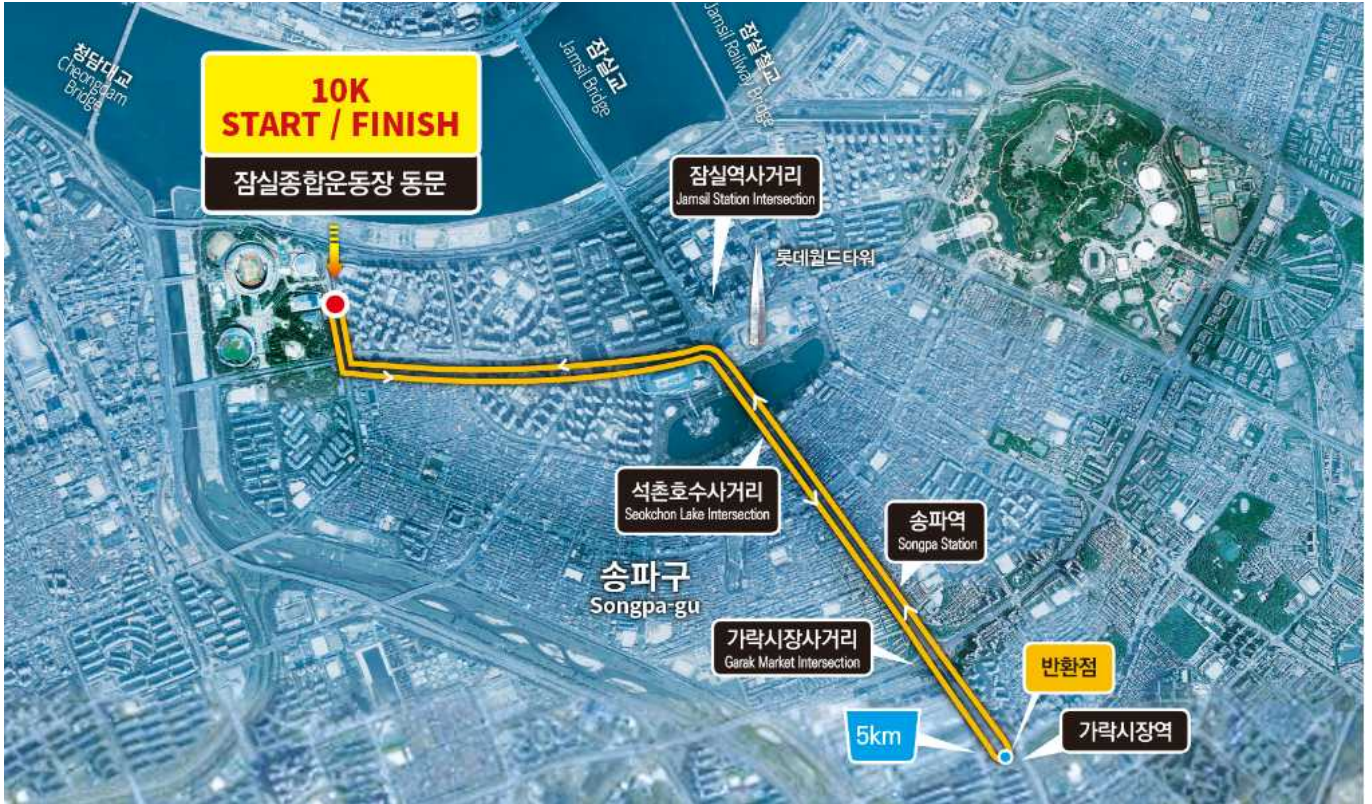 청담대교
Cheongdam
Bridge
10K
START / FINISH
잠실종합운동장 동문
잠실교
Jamsil Bridge
잠실철교
Jamsil Railway Bridge
잠실역사거리
Jamsil Station Intersection
롯데월드타워
석촌호수사거리
Seokchon Lake Intersection
송파역
Songpa Station
송파구
Songpa-gu
가락시장사거리
Garak Market Intersection
반환점
5km
가락시장역